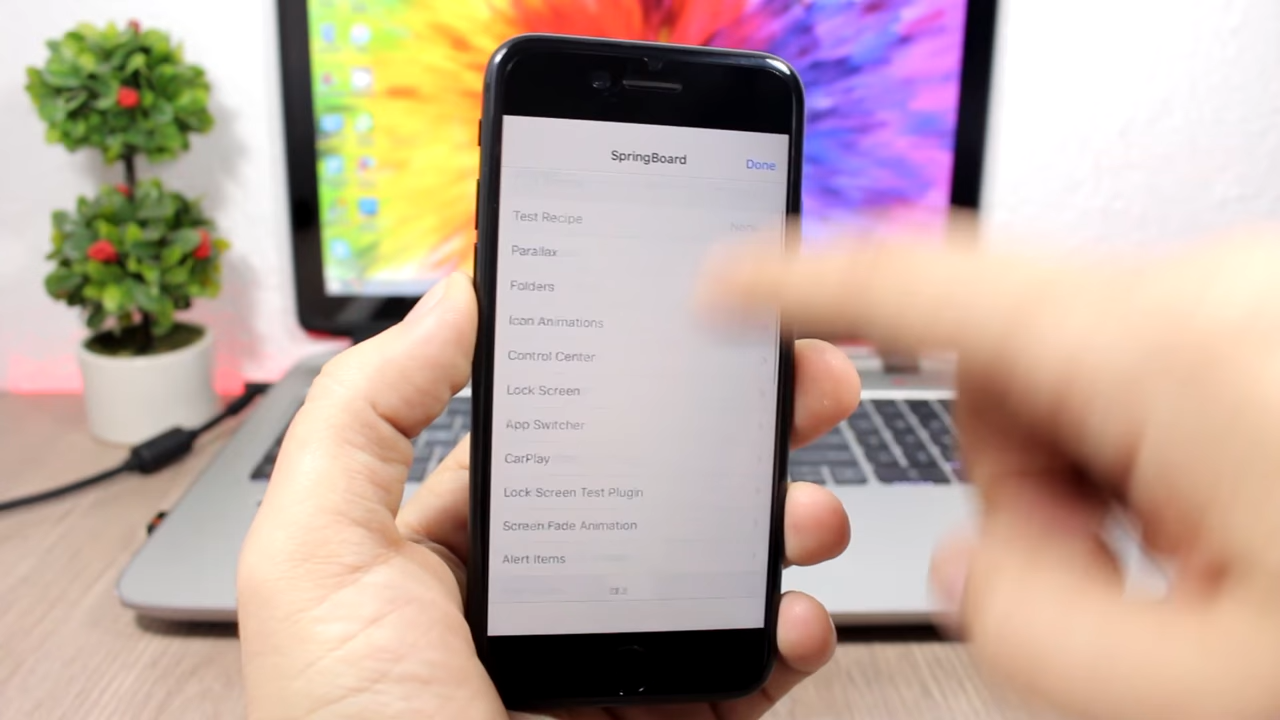 SpringBoard
Done
Test Recipe
None
Parallax
Folders
Icon Animations
Control Center
Lock Screen
App Switcher
CarPlay
Lock Screen Test Plugin
Screen Fade Animation
Alert Items